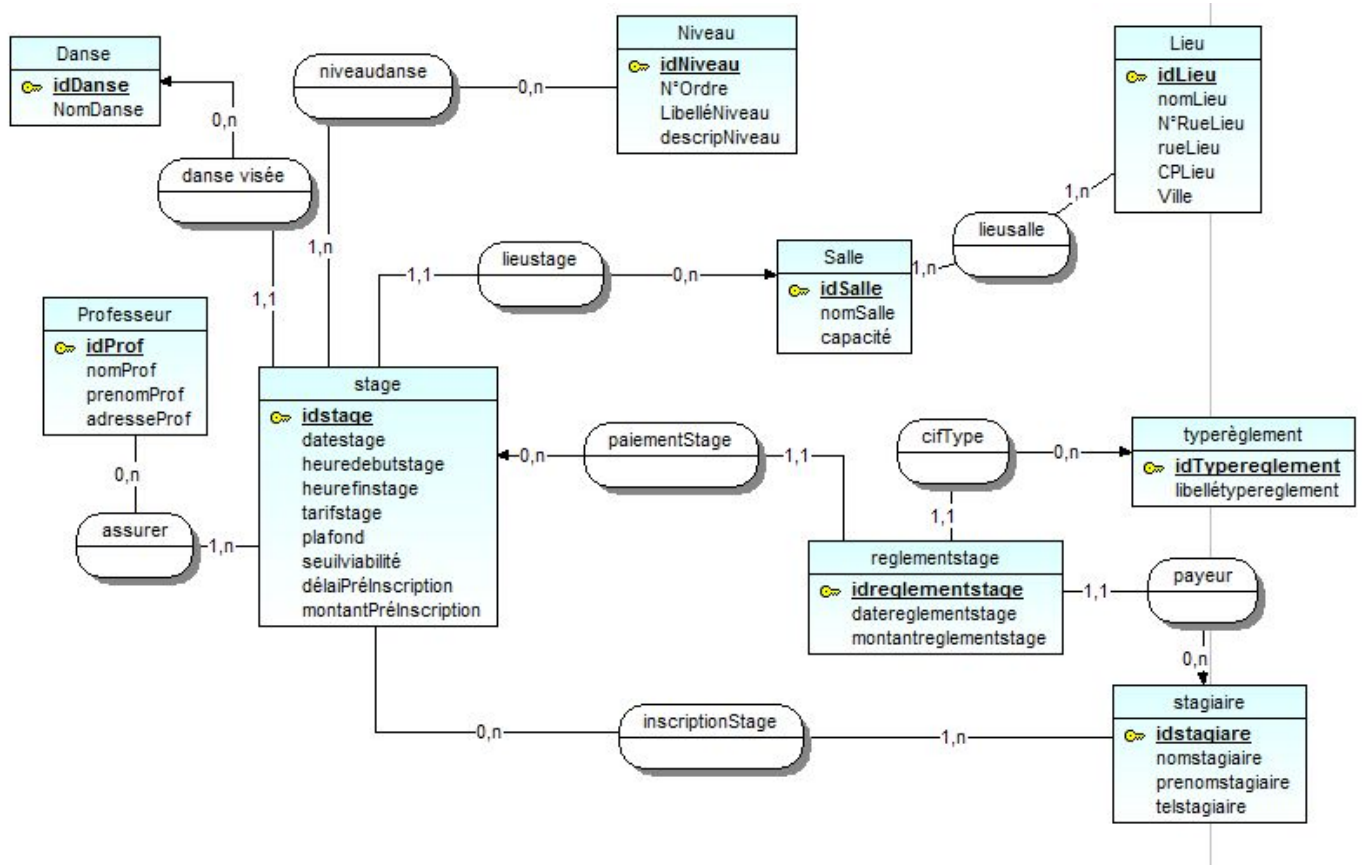 Danse
idDanse
NomDanse
niveaudanse
Niveau
idNiveau
N°Ordre
LibelléNiveau
descripNiveau
Lieu
idLieu
nomLieu
N°RueLieu
rueLieu
CPLieu
Ville
0,n
0,n
danse visée
1,n
1,1
1,n
lieusalle
1,n
lieustage
1,1
0,n
Salle
idSalle
nomSalle
capacité
Professeur
idProf
nomProf
prenomProf
adresseProf
0,n
assurer
1,n
stage
idstage
datestage
heuredebutstage
heurefinstage
tarifstage
plafond
seuilviabilité
délaiPréInscription
montantPréInscription
0,n
paiementStage
1,1
cifType
0,n
1,1
typerèglement
idTypereglement
libellétypereglement
reglementstage
idreglementstage
datereglementstage
montantreglementstage
1,1
payeur
0,n
0,n
inscriptionStage
1,n
stagiaire
idstagiare
nomstagiaire
prenomstagiaire
telstagiaire